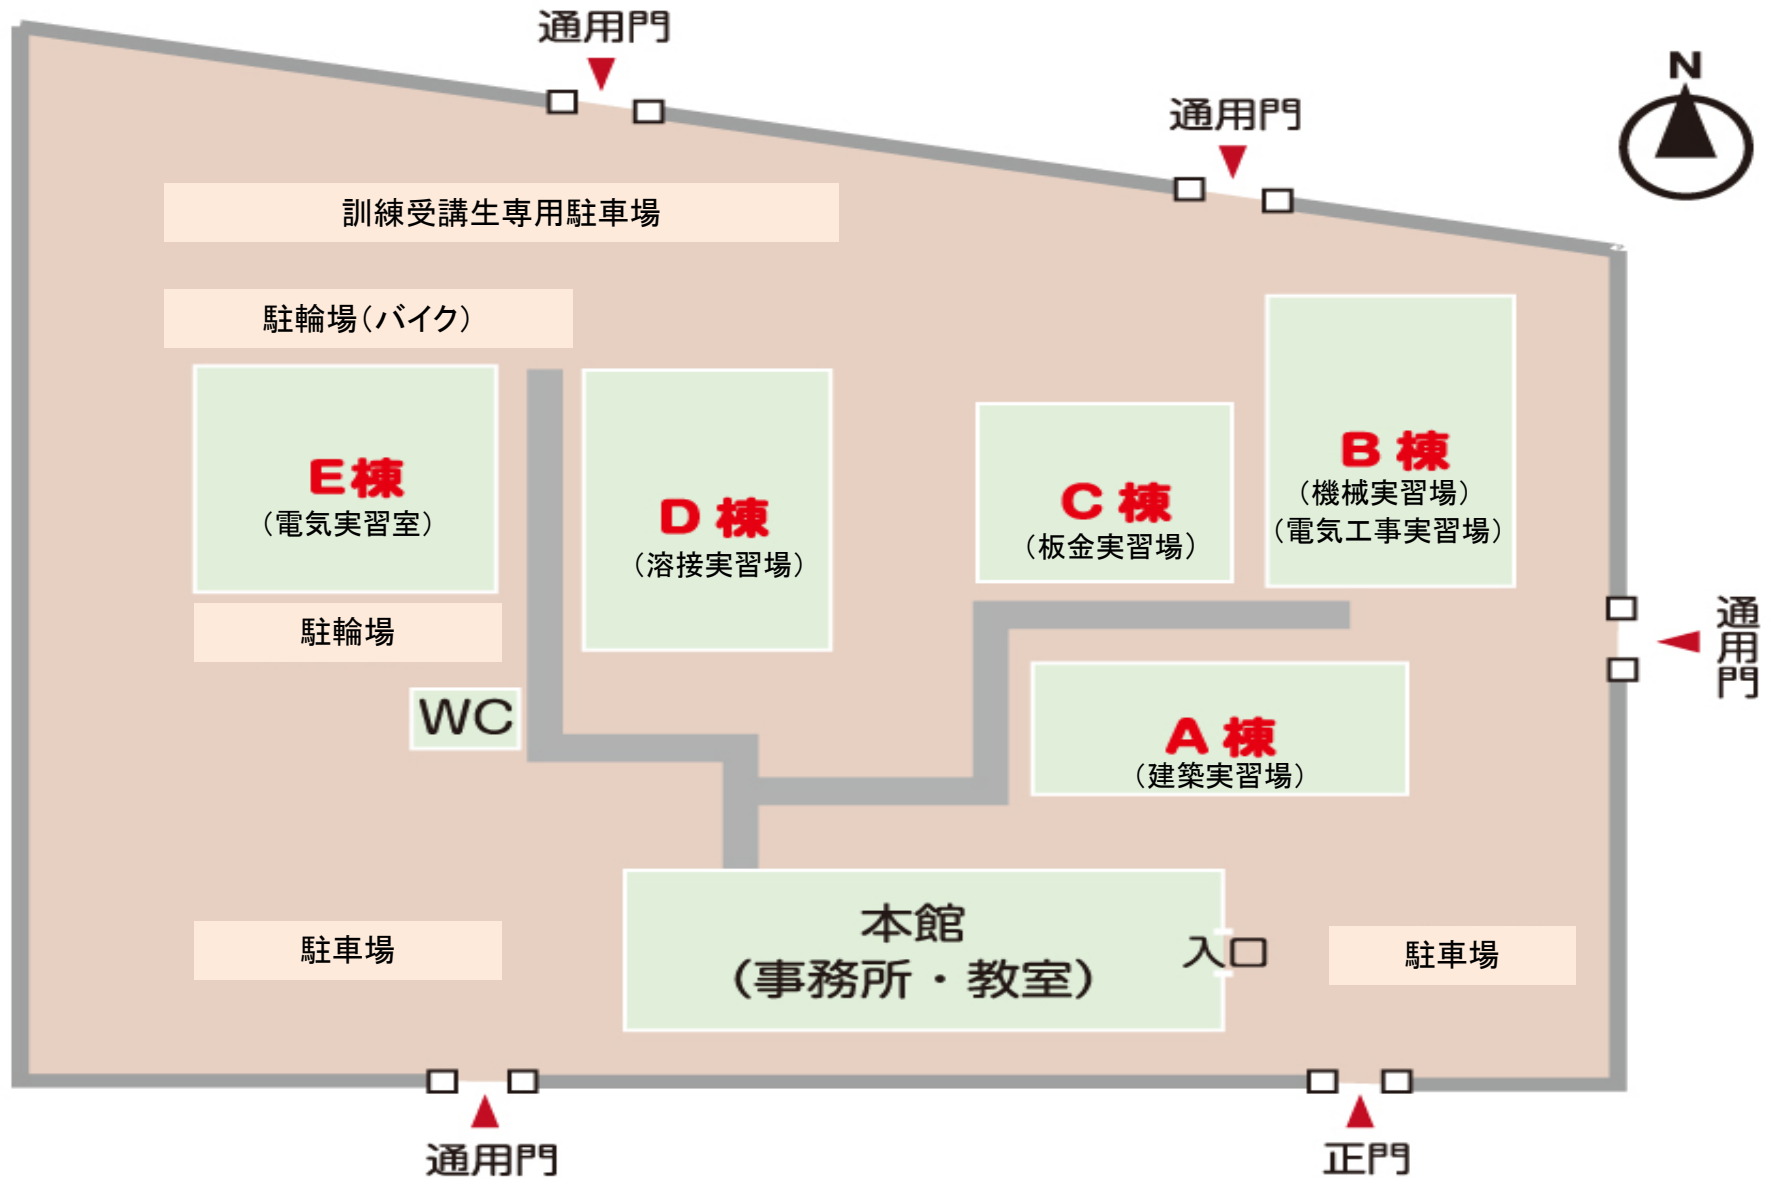 通用門
N
通用門
訓練受講生専用駐車場
駐輪場（バイク）
E棟
（電気実習室）
D 棟
（溶接実習場）
C 棟
（板金実習場）
B 棟
（機械実習場）
（電気工事実習場）
通用門
駐輪場
WC
A 棟
（建築実習場）
本館
（事務所・教室）
入口
駐車場
駐車場
通用門
正門